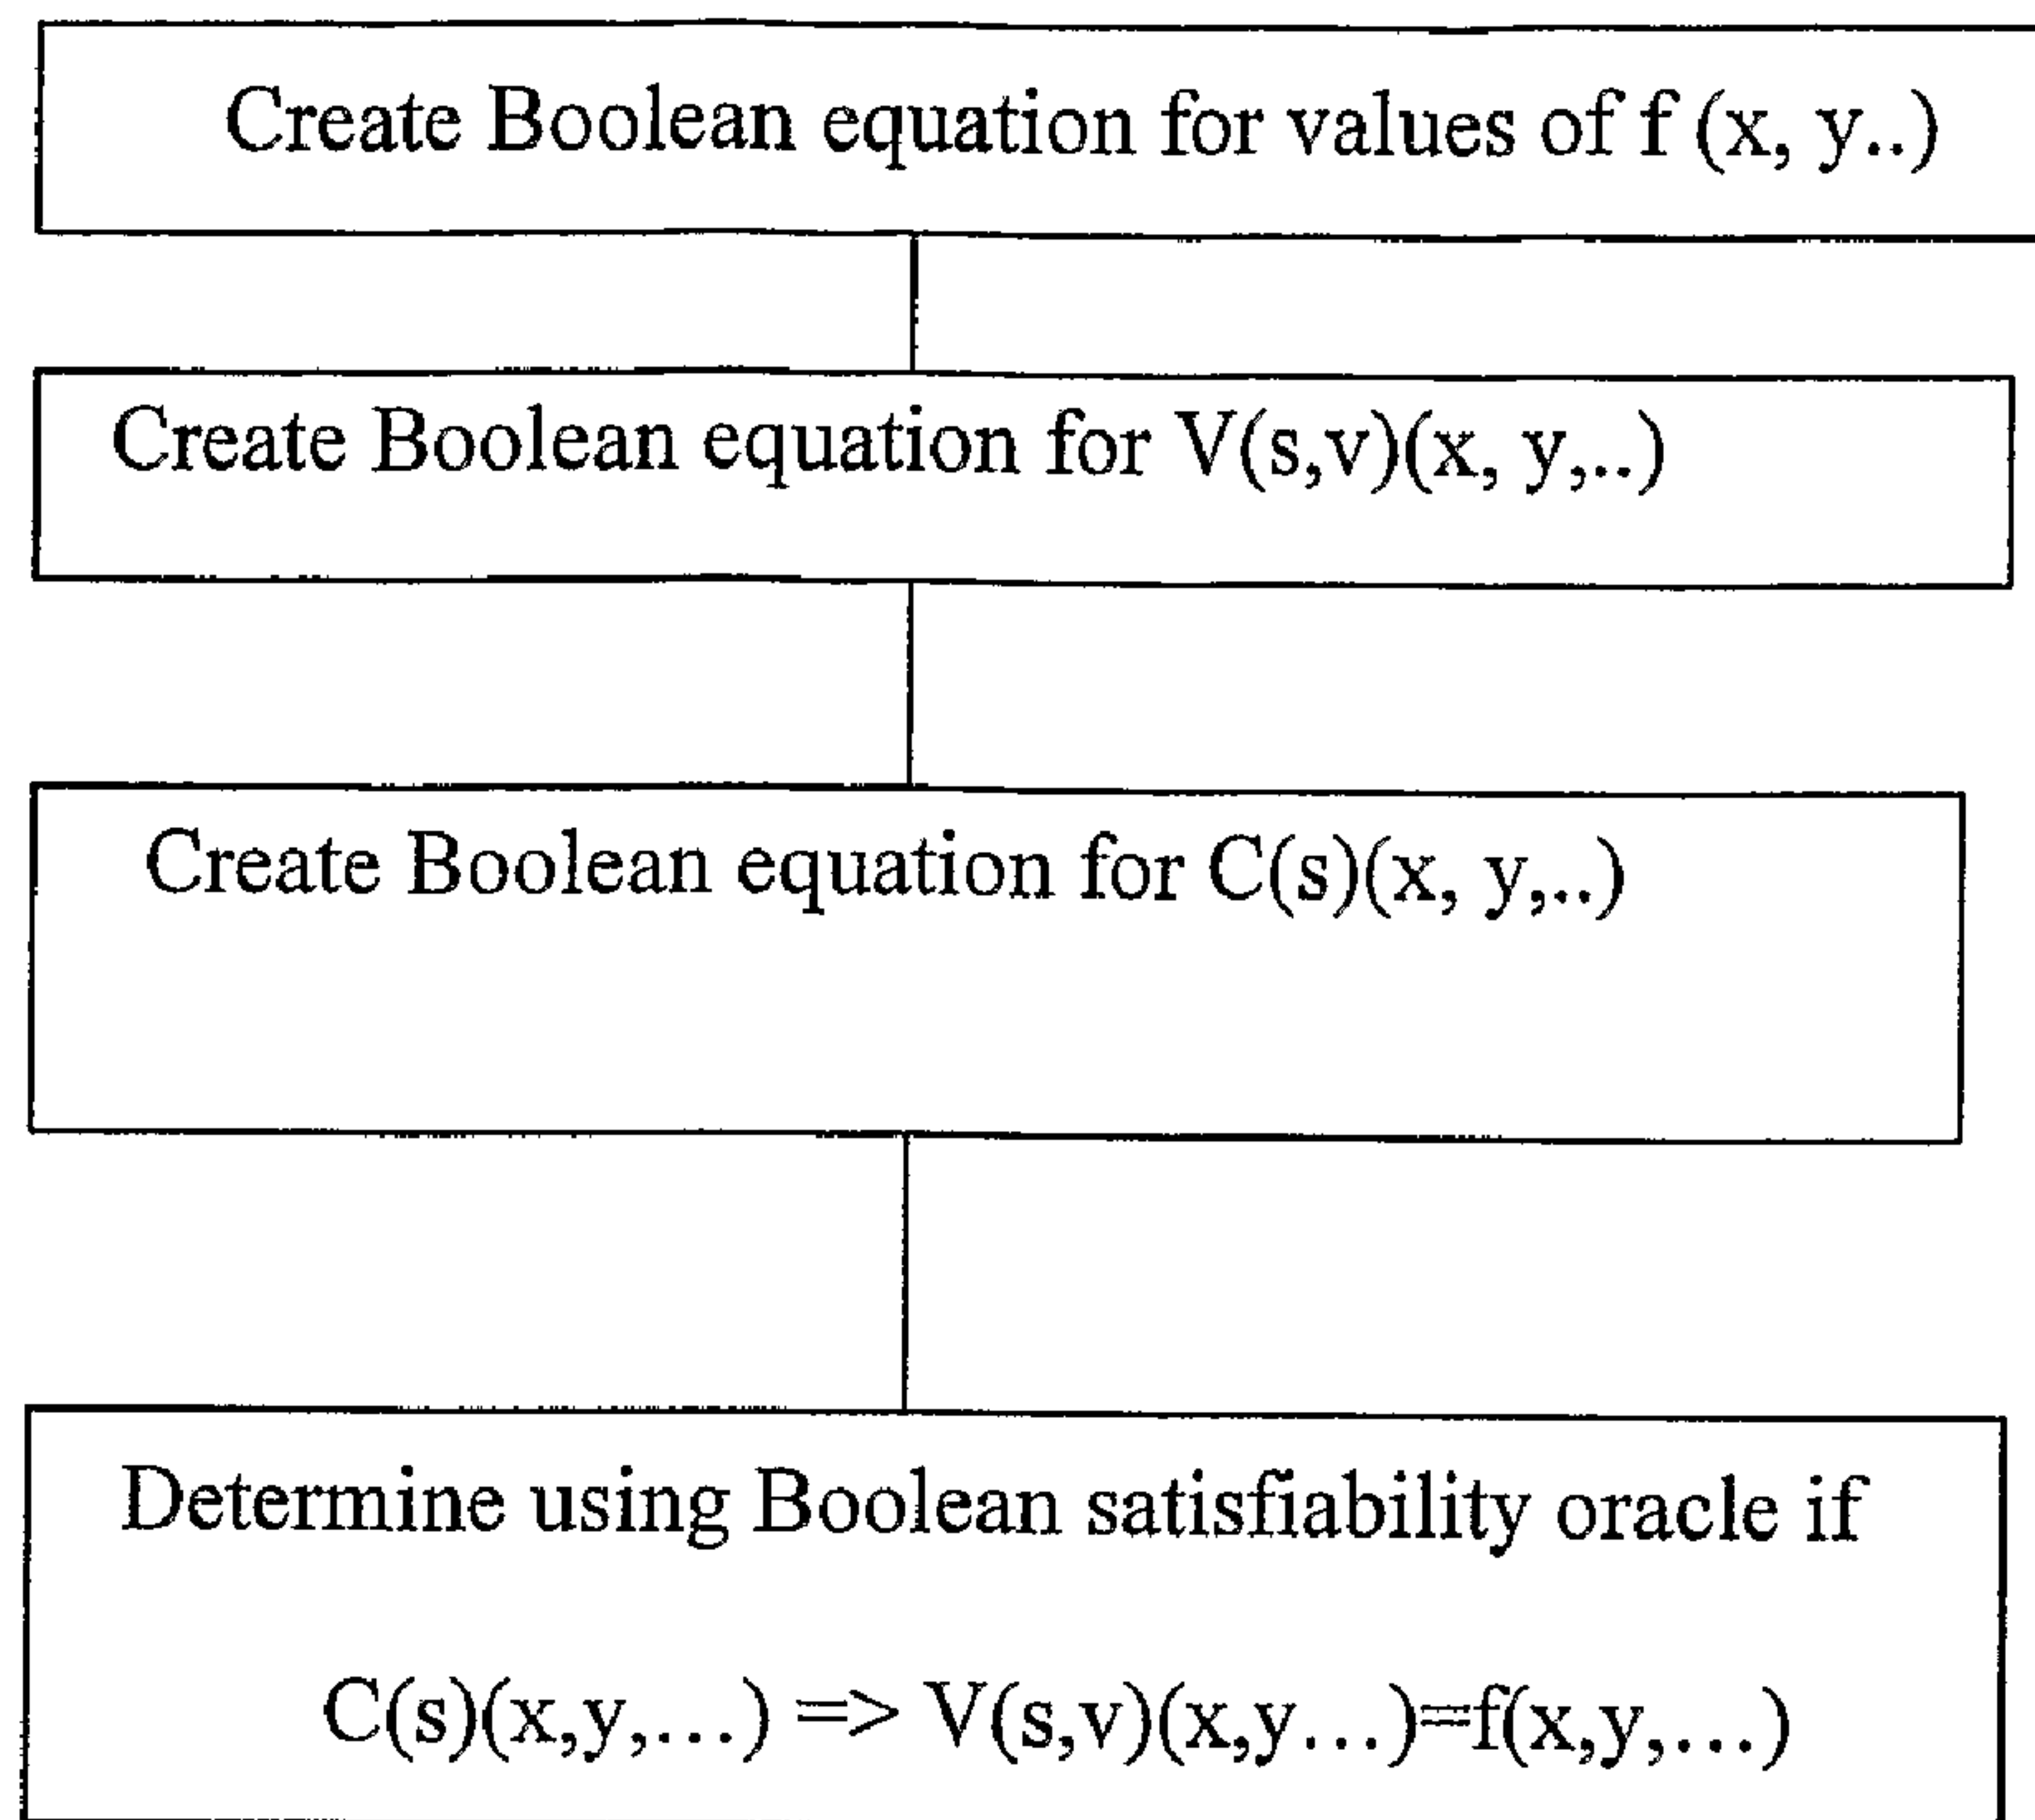 Create Boolean equation for values of f (x, y..)
Create Boolean equation for V(s,v)(x, y,..)
Create Boolean equation for C(s)(x, y,..)
Determine using Boolean satisfiability oracle if
C(s)(x,y,...) => V(s,v)(x,y...)=f(x,y,...)